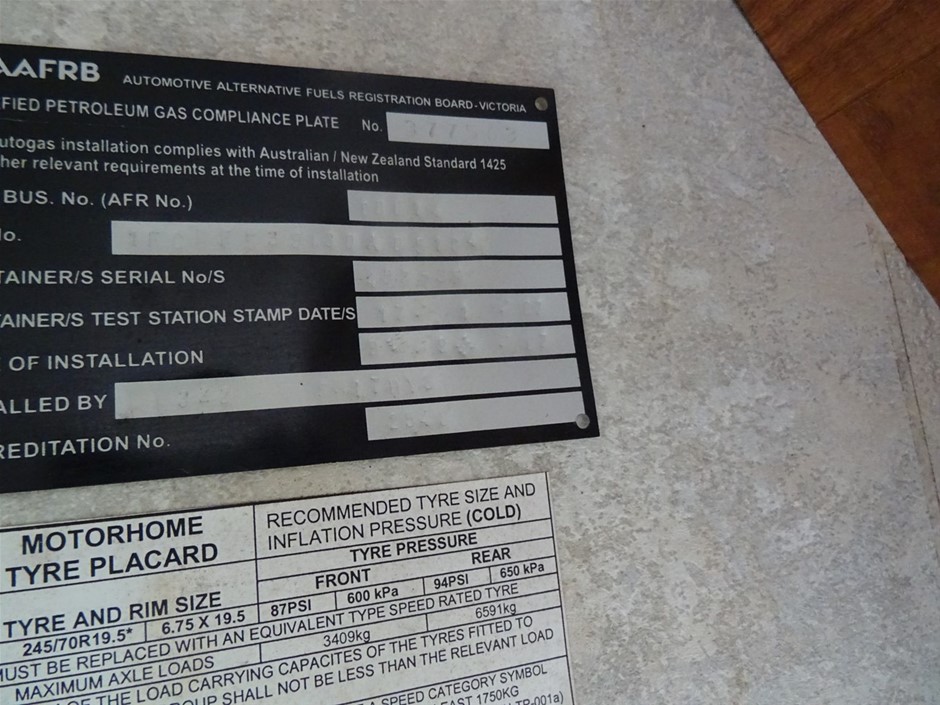 AAFRB
AUTOMOTIVE ALTERNATIVE FUELS REGISTRATION BOARD - VICTORIA
FIED PETROLEUM GAS COMPLIANCE PLATE No.
utogas installation complies with Australian / New Zealand Standard 1425
her relevant requirements at the time of installation
BUS. No. (AFR No.)
o.
TAINER/S SERIAL No/S
AINER/S TEST STATION STAMP DATE/S
OF INSTALLATION
ALLED BY
REDITATION No.
MOTORHOME
TYRE PLACARD
RECOMMENDED TYRE SIZE AND
INFLATION PRESSURE (COLD)
TYRE PRESSURE
FRONT REAR
TYRE AND RIM SIZE
87PSI 600 kPa 94PSI 650 kPa
245/70R19.5* 6.75 X 19.5
MUST BE REPLACED WITH AN EQUIVALENT TYPE SPEED RATED TYRE
MAXIMUM AXLE LOADS 3409kg 6591kg
OF THE LOAD CARRYING CAPACITES OF THE TYRES FITTED TO
SHALL NOT BE LESS THAN THE RELEVANT LOAD
A SPEED CATEGORY SYMBOL
EAST 1750KG
TP-001a)